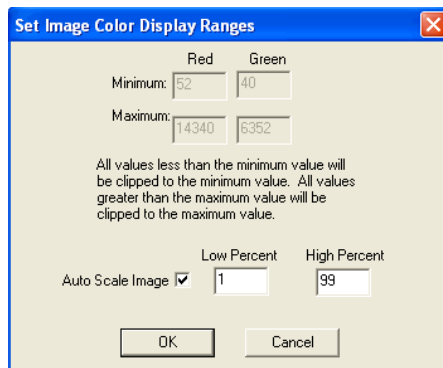 Set Image Color Display Ranges
Red Green
Minimum: 52 40
Maximum: 14340 6352
All values less than the minimum value will
be clipped to the minimum value. All values
greater than the maximum value will be
clipped to the maximum value.
Low Percent High Percent
Auto Scale Image 1 99
OK Cancel